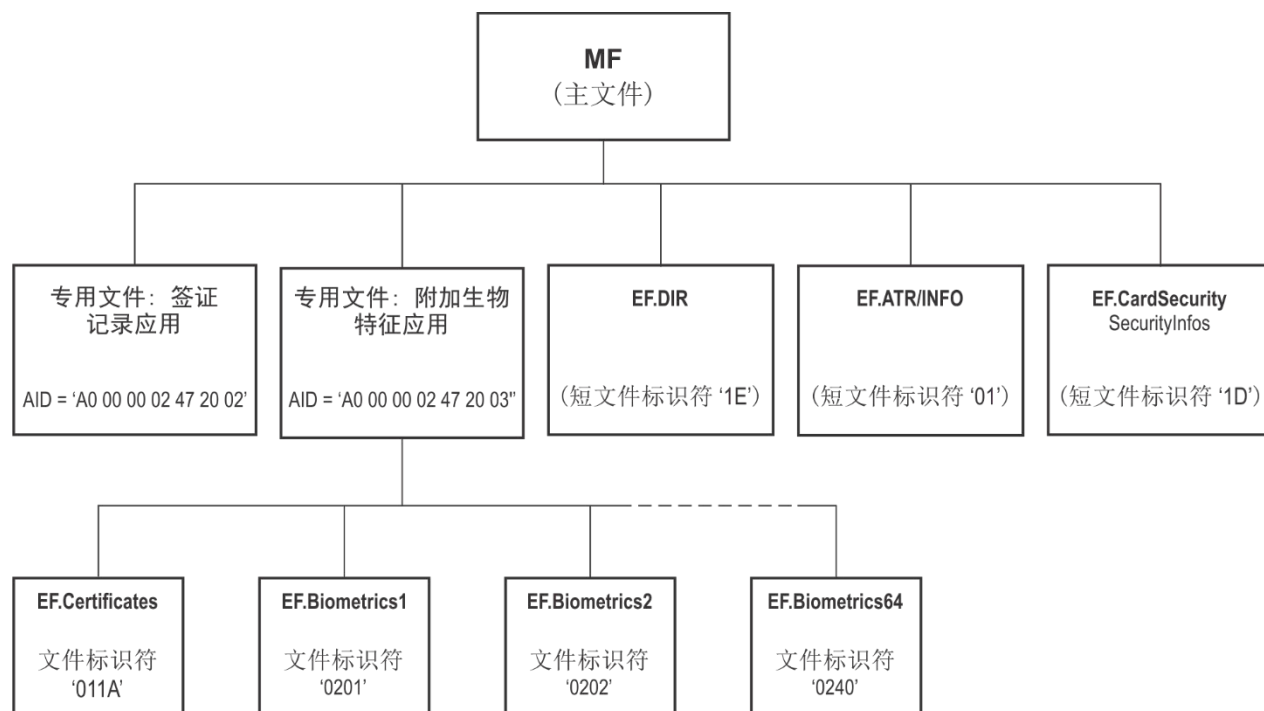 MF
(主文件)
专用文件：签证
记录应用
AID = ‘A0 00 00 02 47 20 02’
专用文件：附加生物
特征应用
AID = ‘A0 00 00 02 47 20 03"
EF.DIR
(短文件标识符 ‘1E’)
EF.ATR/INFO
(短文件标识符 ‘01’)
EF.CardSecurity
SecurityInfos
(短文件标识符 ‘1D’)
EF.Certificates
文件标识符
‘011A’
EF.Biometrics1
文件标识符
‘0201’
EF.Biometrics2
文件标识符
‘0202’
EF.Biometrics64
文件标识符
‘0240’